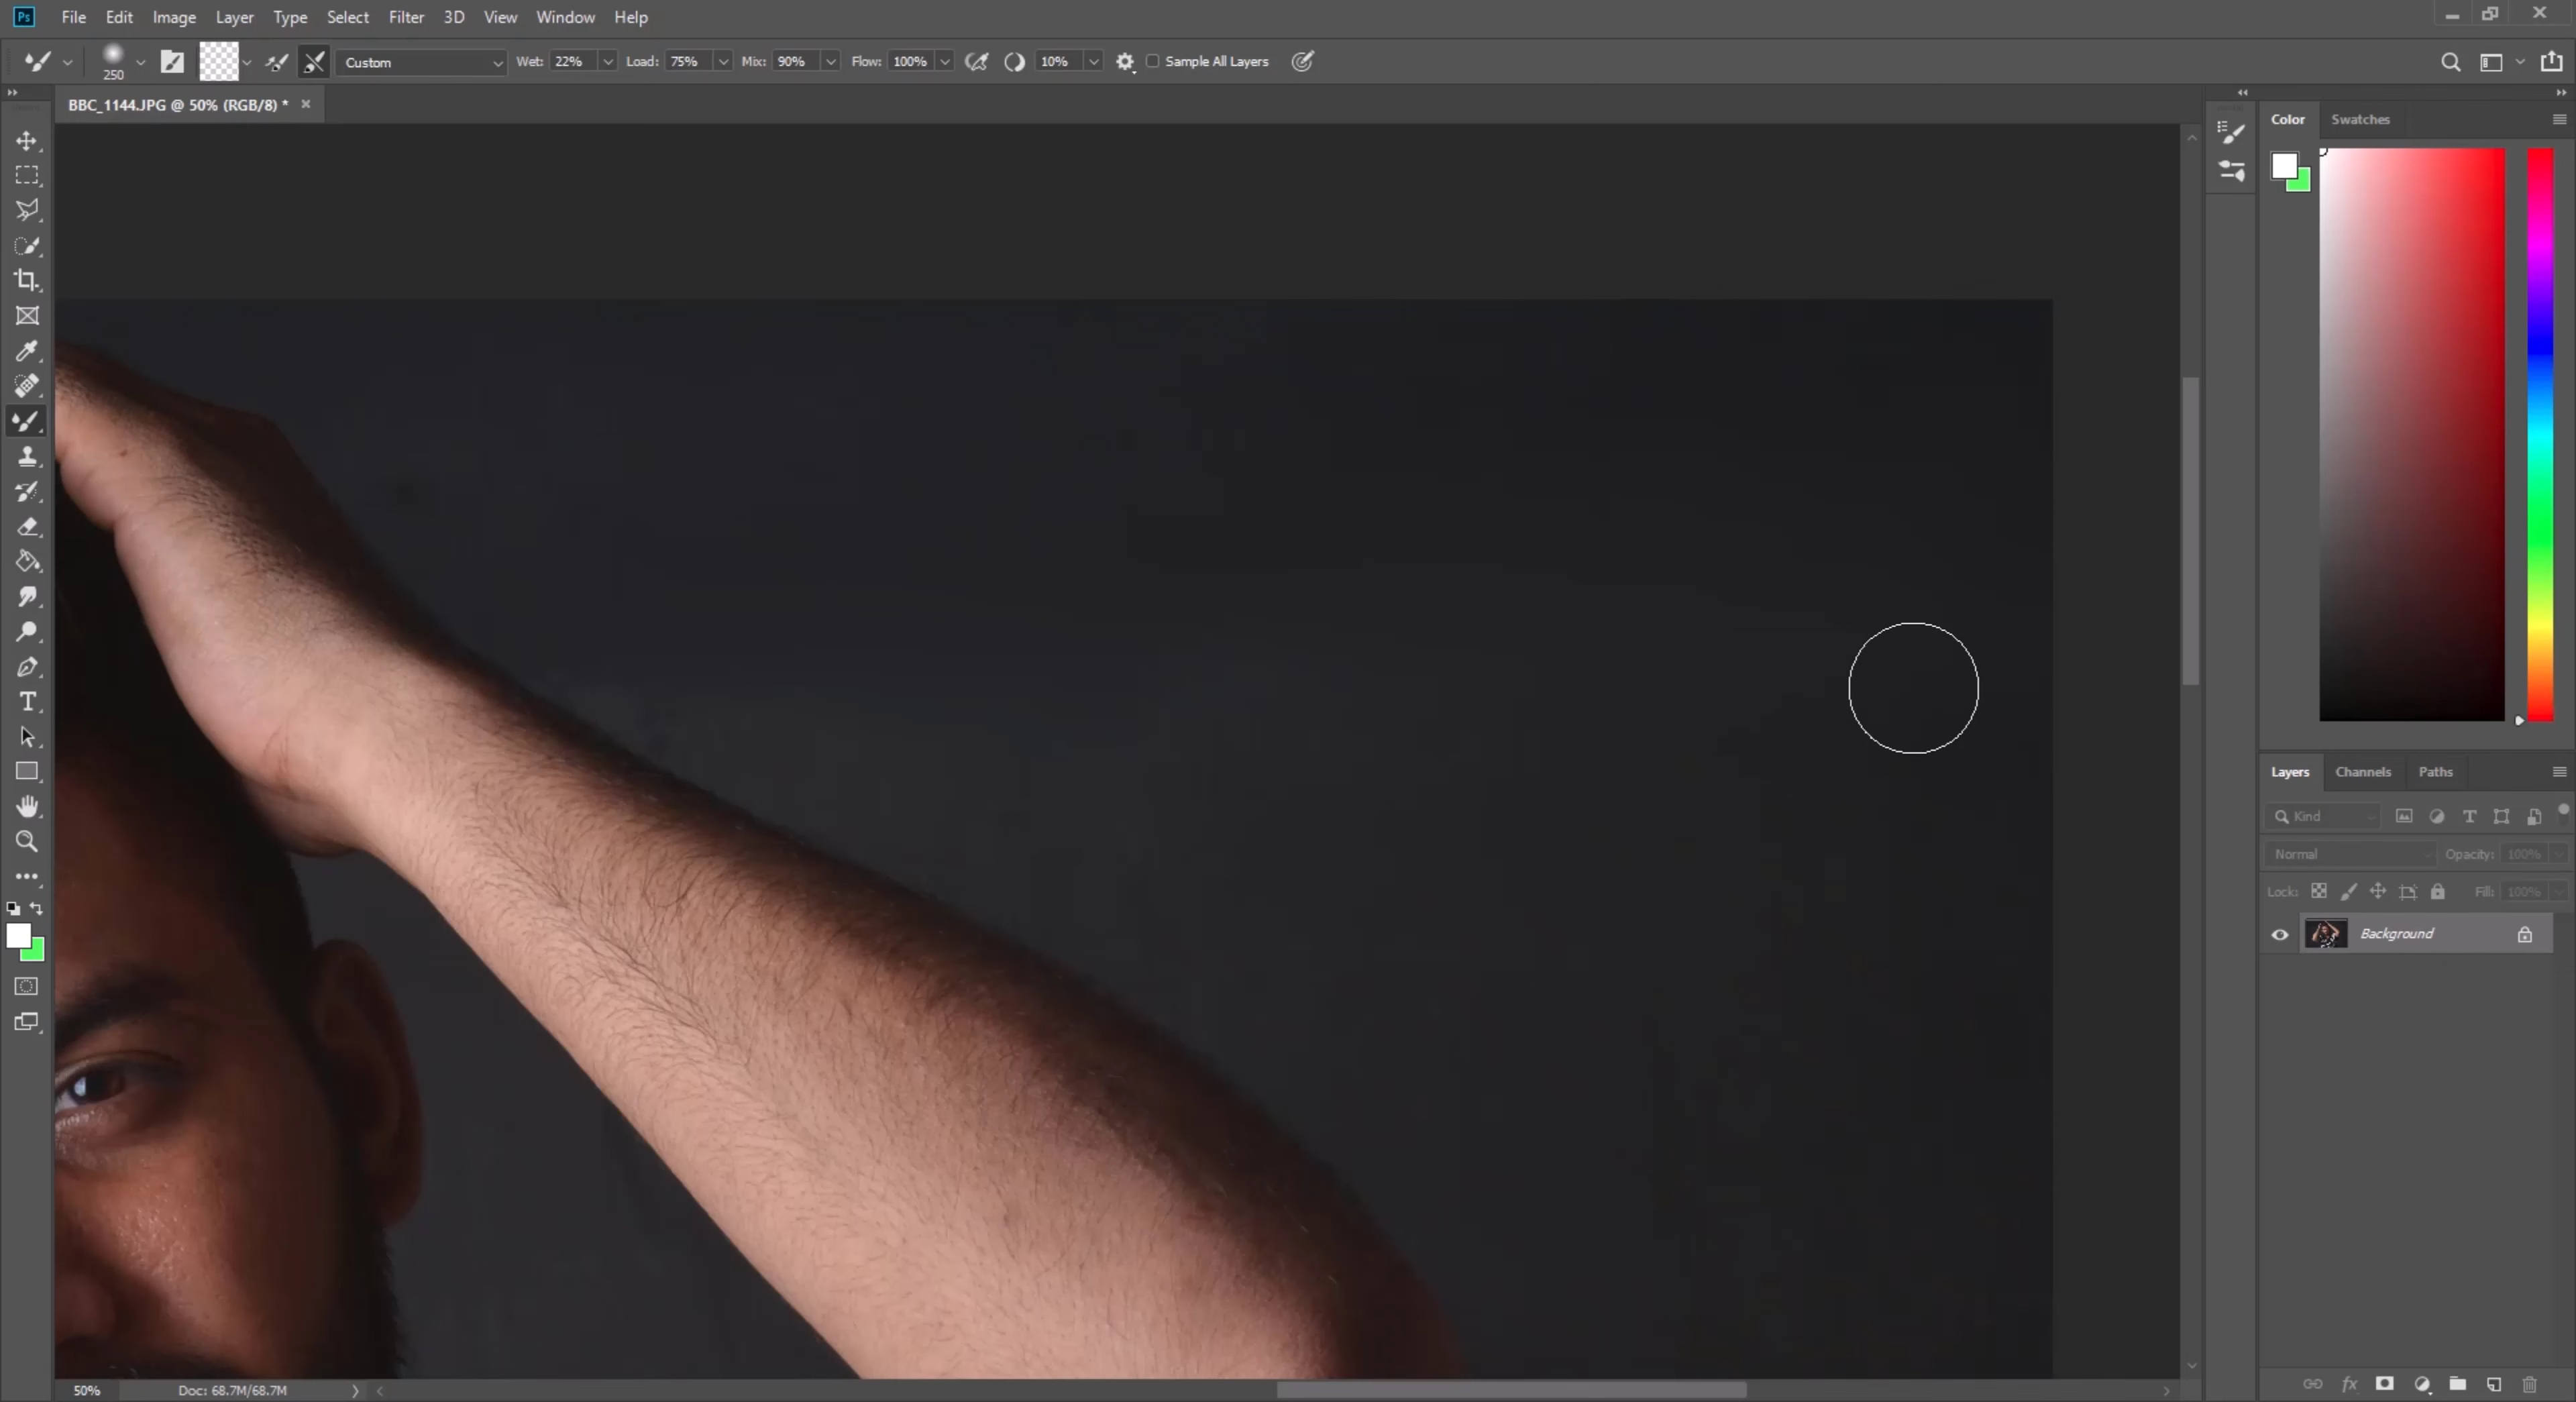 Ps File Edit Image Layer Type Select Filter 3D View Window Help
250 Custom Wet: 22% Load: 75% Mix: 90% Flow: 100% 10% Sample All Layers
BBC_1144.JPG @ 50% (RGB/8) *
Color Swatches
Layers Channels Paths
Kind
Normal Opacity: 100%
Lock: Fill: 100%
Background
50% Doc: 68.7M/68.7M